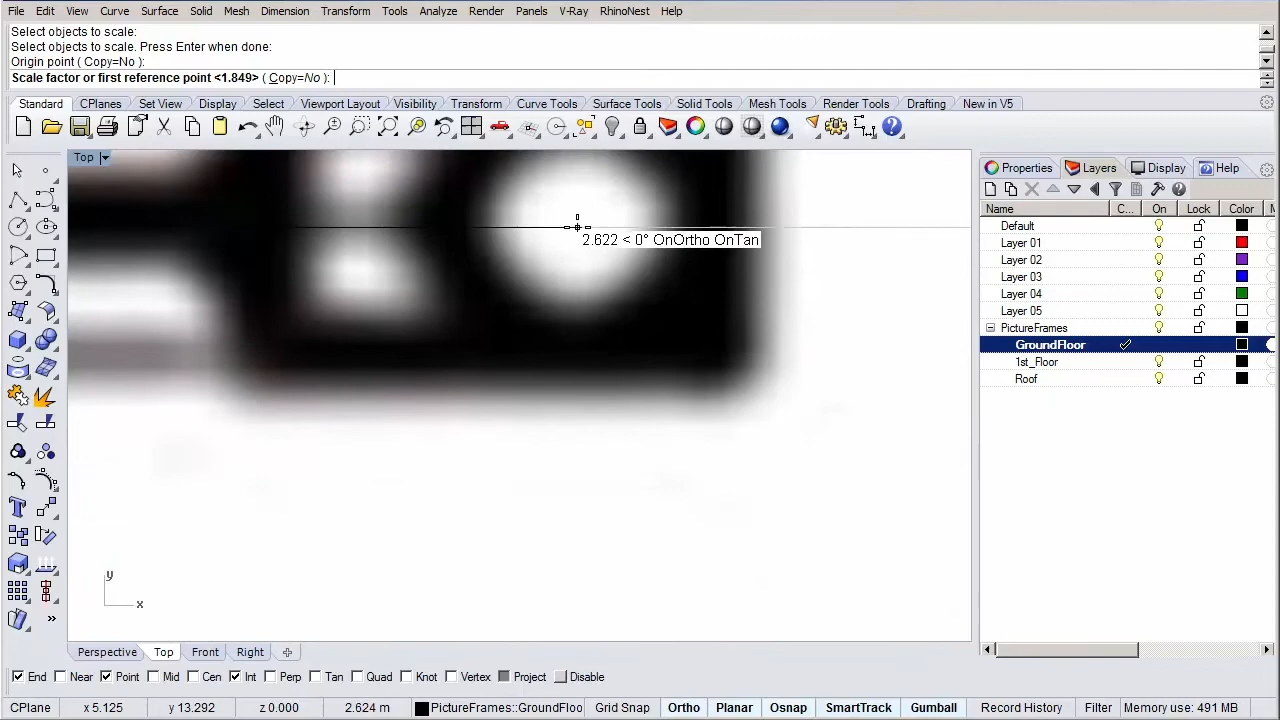 File Edit View Curve Surface Solid Mesh Dimension Transform Tools Analyze Render Panels V-Ray RhinoNest Help
Select objects to scale:
Select objects to scale. Press Enter when done:
Origin point ( Copy=No ):
Scale factor or first reference point <1.849> ( Copy=No ):
Standard CPlanes Set View Display Select Viewport Layout Visibility Transform Curve Tools Surface Tools Solid Tools Mesh Tools Render Tools Drafting New in V5
Top
Properties Layers Display Help
Name C... On Lock Color M
Default
Layer 01
Layer 02
Layer 03
Layer 04
Layer 05
PictureFrames
GroundFloor
1st_Floor
Roof
2.622 < 0° OnOrtho OnTan
y
x
Perspective Top Front Right
End Near Point Mid Cen Int Perp Tan Quad Knot Vertex Project Disable
CPlane x 5.125 y 13.292 z 0.000 2.624 m PictureFrames::GroundFloo Grid Snap Ortho Planar Osnap SmartTrack Gumball Record History Filter Memory use: 491 MB